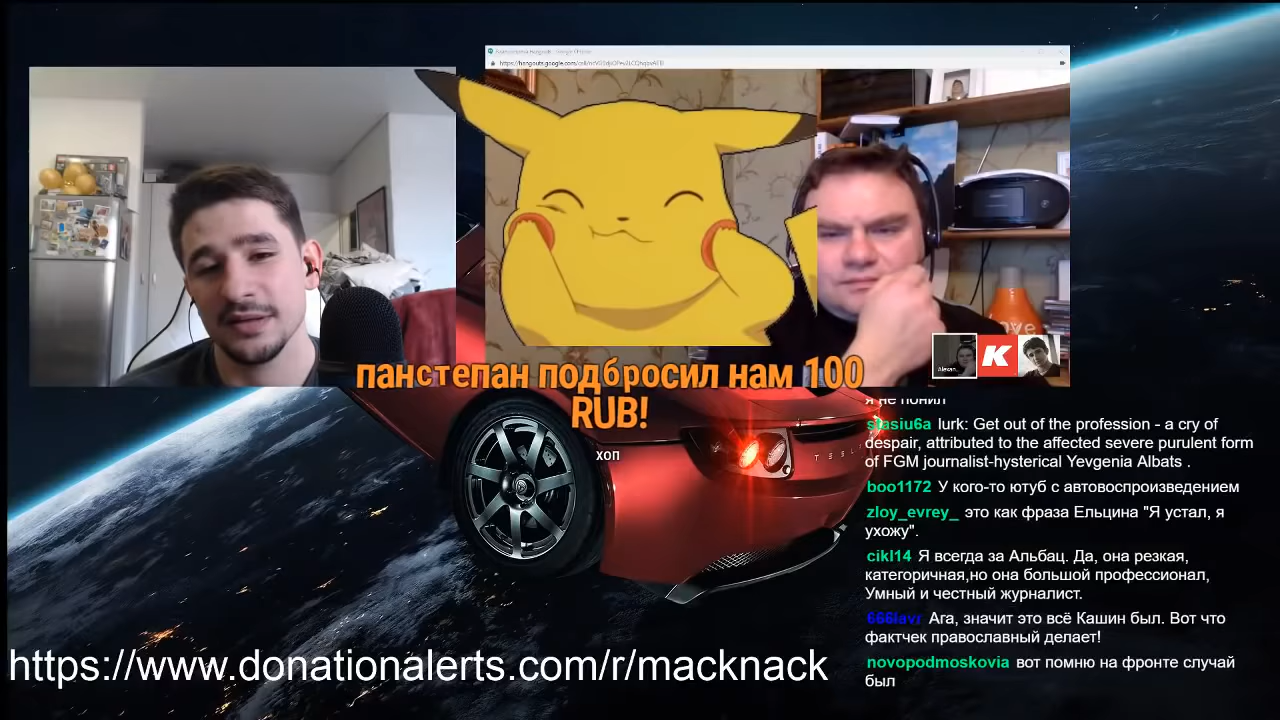 Alexan...
K
ove
панстепан подбросил нам 100
RUB!
хоп
TESL
я не понил
stasiu6a lurk: Get out of the profession - a cry of
despair, attributed to the affected severe purulent form
of FGM journalist-hysterical Yevgenia Albats .
boo1172 У кого-то ютуб с автовоспроизведением
zloy_evrey_ это как фраза Ельцина "Я устал, я
ухожу".
cikl14 Я всегда за Альбац. Да, она резкая,
категоричная,но она большой профессионал,
Умный и честный журналист.
666lavr Ага, значит это всё Кашин был. Вот что
фактчек православный делает!
novopodmoskovia вот помню на фронте случай
был
https://www.donationalerts.com/r/macknack